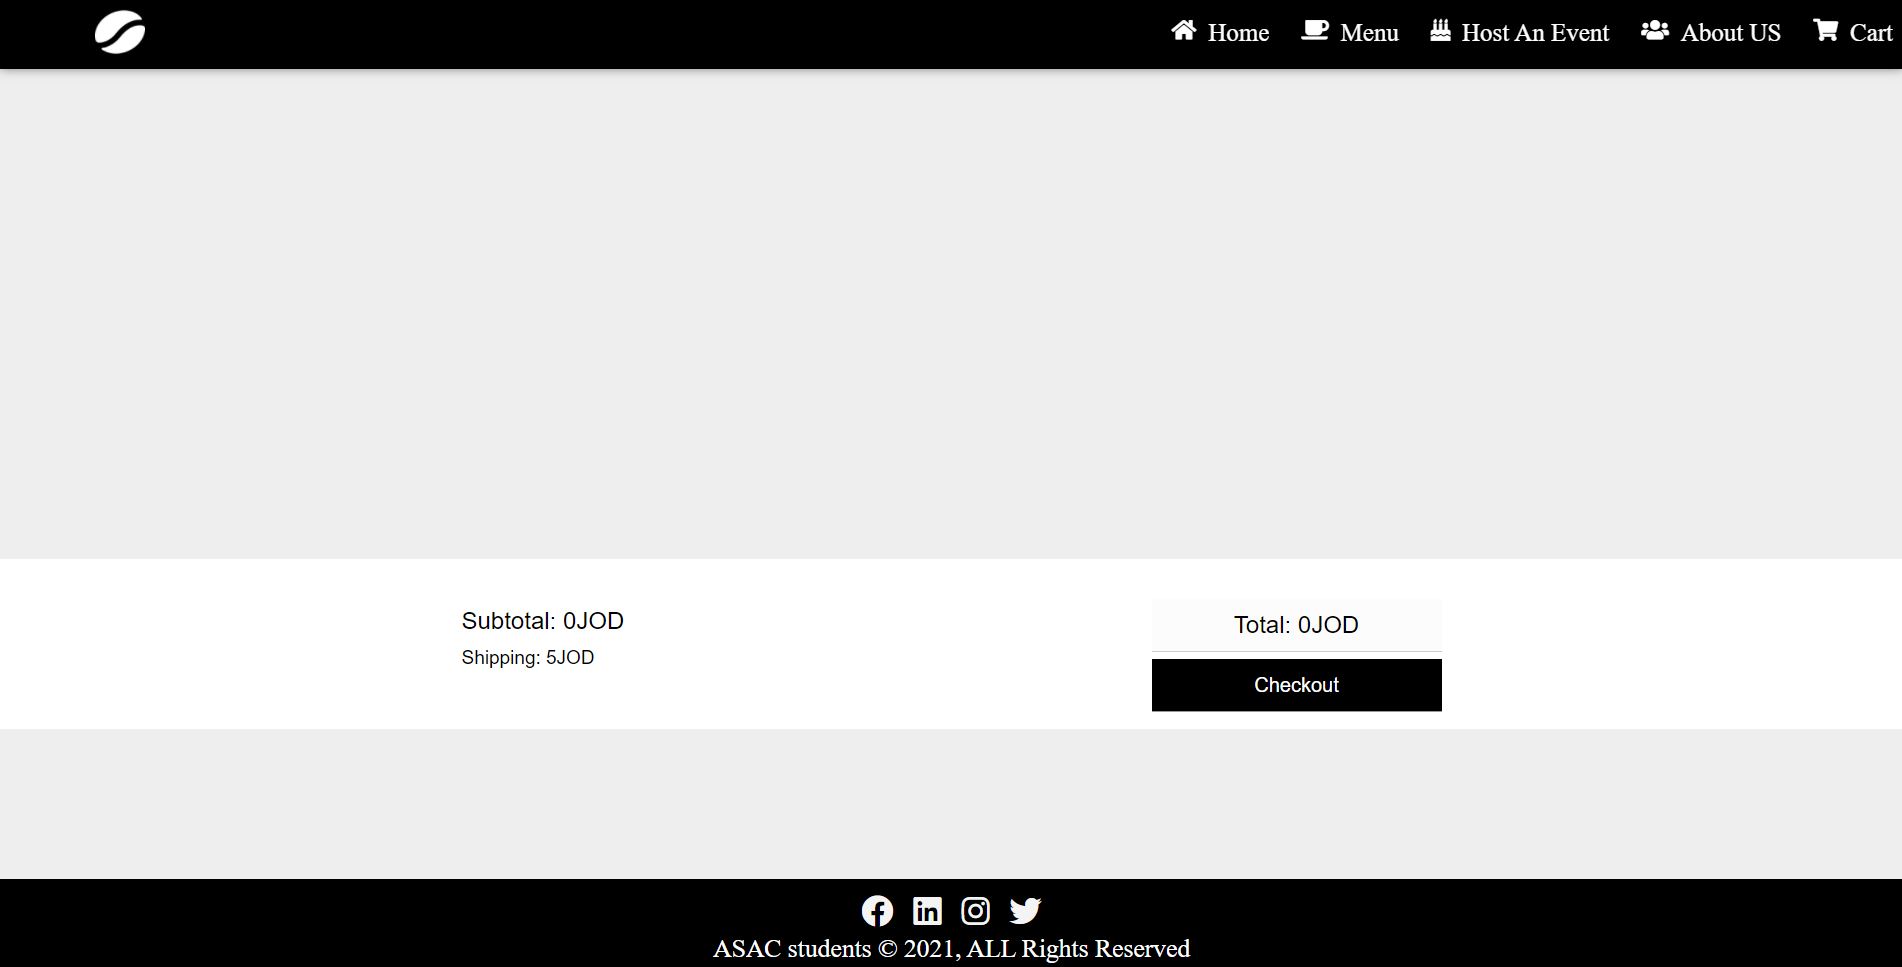 Home Menu Host An Event About US Cart
Subtotal: 0JOD
Shipping: 5JOD
Total: 0JOD
Checkout
ASAC students © 2021, ALL Rights Reserved